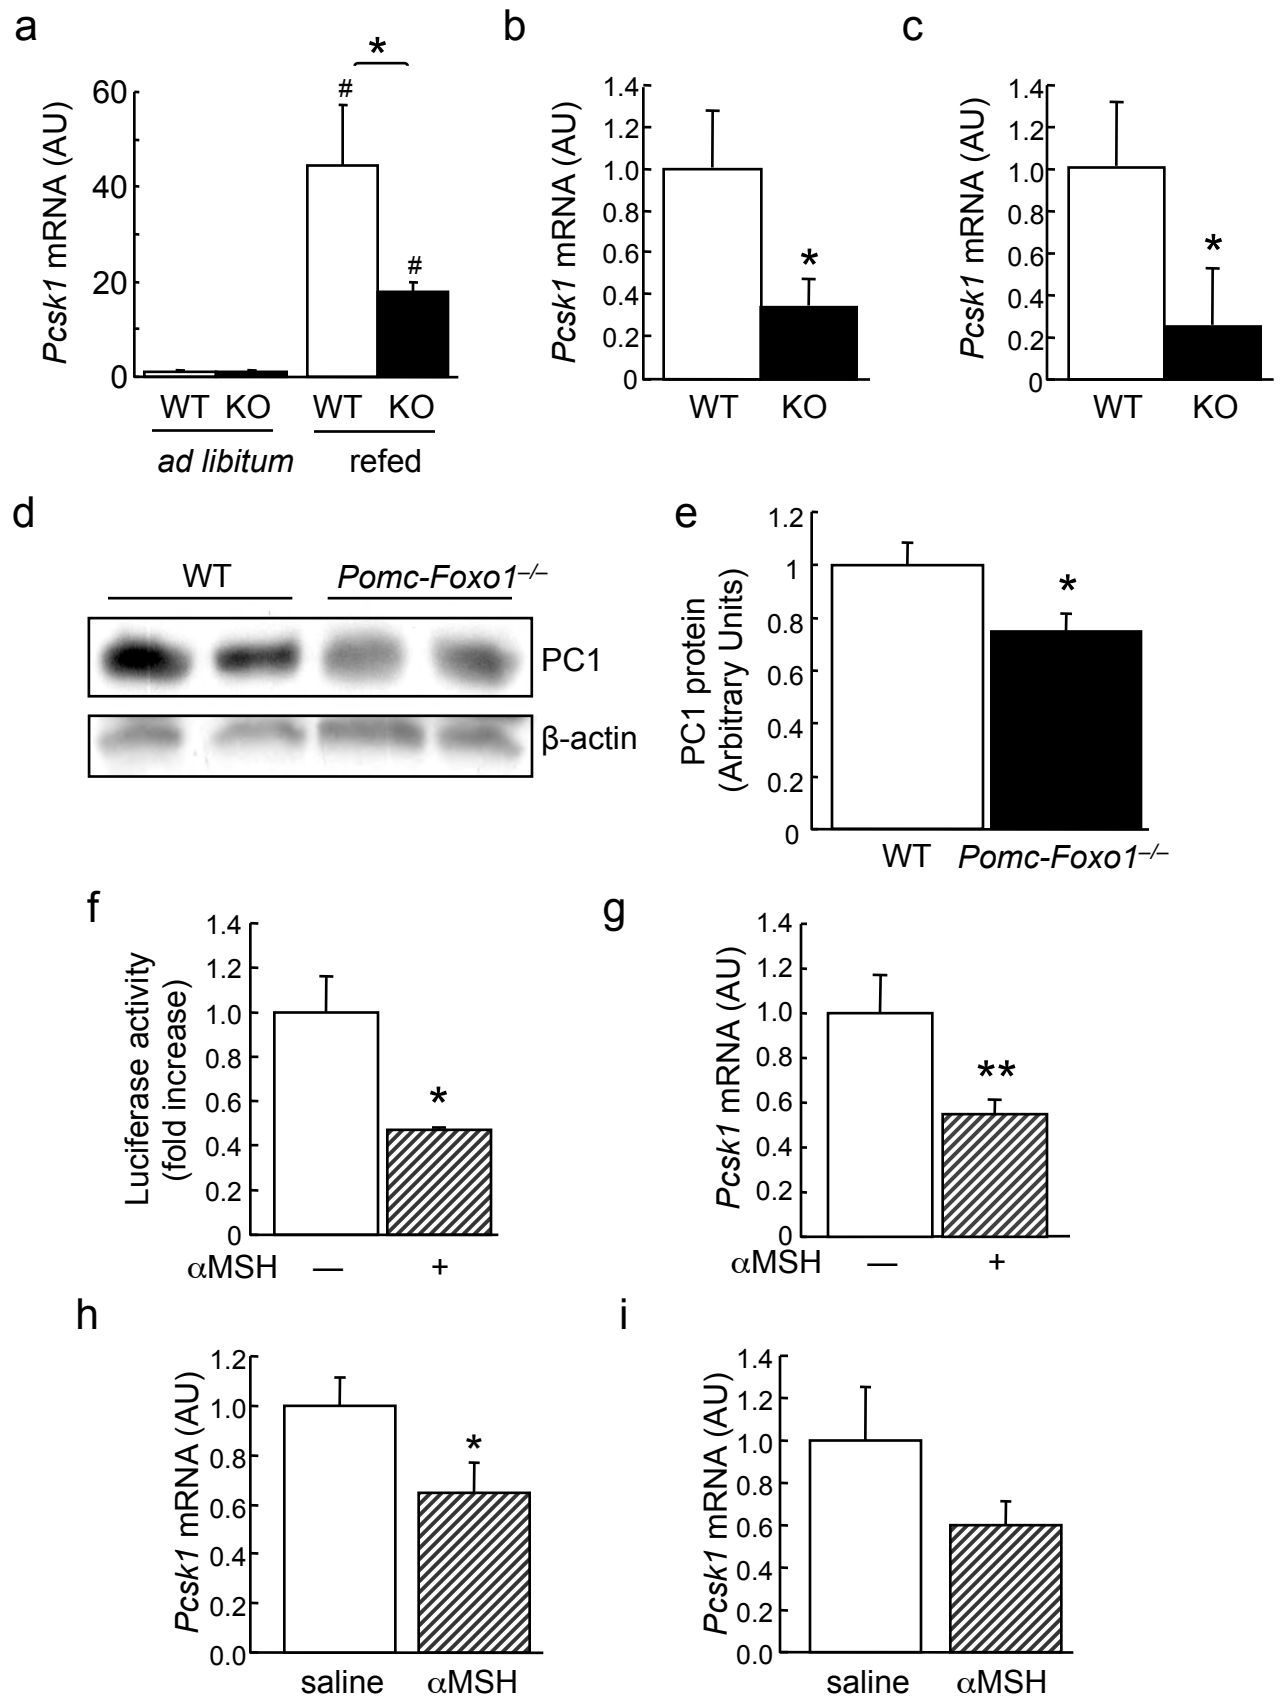 a
Pcsk1 mRNA (AU)
60
40
20
0
*
#
#
WT KO WT KO
ad libitum refed
b
Pcsk1 mRNA (AU)
1.4
1.2
1.0
0.8
0.6
0.4
0.2
0
*
WT KO
c
Pcsk1 mRNA (AU)
1.4
1.2
1.0
0.8
0.6
0.4
0.2
0
*
WT KO
d
WT Pomc-Foxo1–/–
PC1
β-actin
e
PC1 protein
(Arbitrary Units)
1.2
1
0.8
0.6
0.4
0.2
0
*
WT Pomc-Foxo1–/–
f
Luciferase activity
(fold increase)
1.4
1.2
1.0
0.8
0.6
0.4
0.2
0
*
αMSH — +
g
Pcsk1 mRNA (AU)
1.4
1.2
1.0
0.8
0.6
0.4
0.2
0
**
αMSH — +
h
Pcsk1 mRNA (AU)
1.2
1.0
0.8
0.6
0.4
0.2
0.0
*
saline αMSH
i
Pcsk1 mRNA (AU)
1.4
1.2
1.0
0.8
0.6
0.4
0.2
0.0
saline αMSH